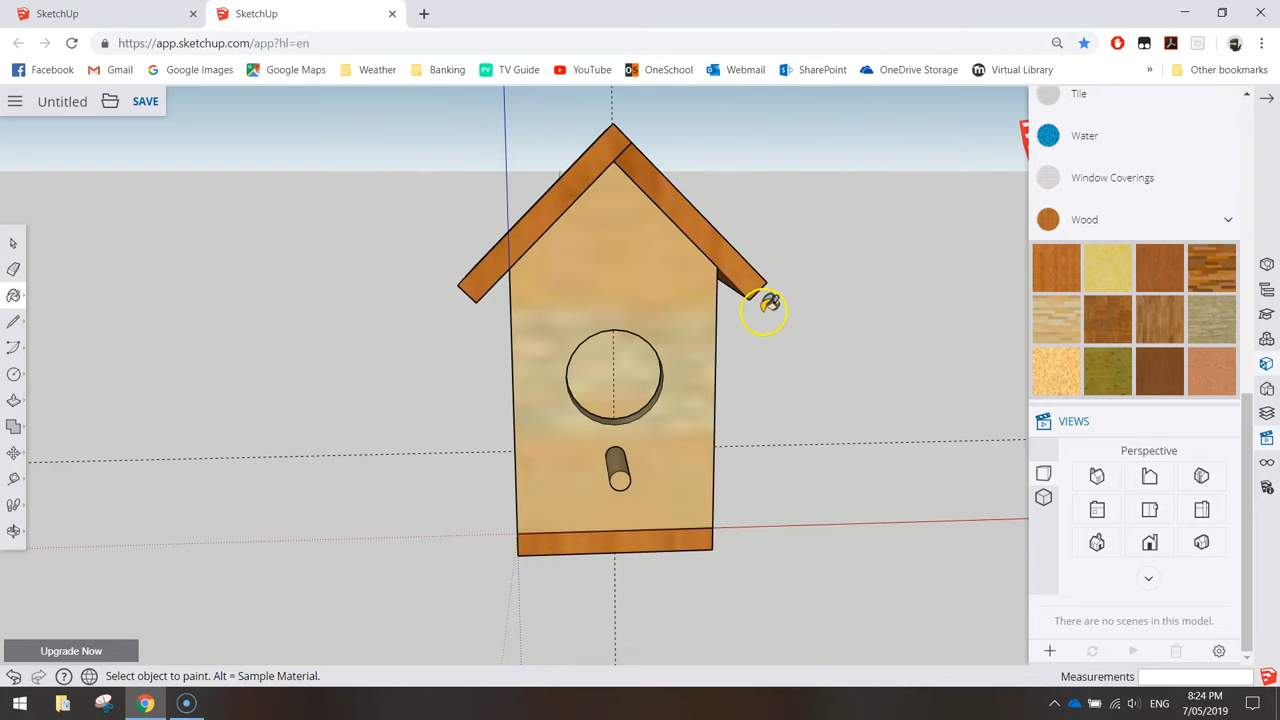 SketchUp
SketchUp
https://app.sketchup.com/app?hl=en
Facebook Gmail Google Images Google Maps Weather Banking TV Guide YouTube OneSchool Webmail SharePoint OneDrive Storage Virtual Library » Other bookmarks
Untitled SAVE
Tile
Water
Window Coverings
Wood
VIEWS
Perspective
There are no scenes in this model.
Upgrade Now
Select object to paint. Alt = Sample Material.
Measurements
ENG
8:24 PM
7/05/2019